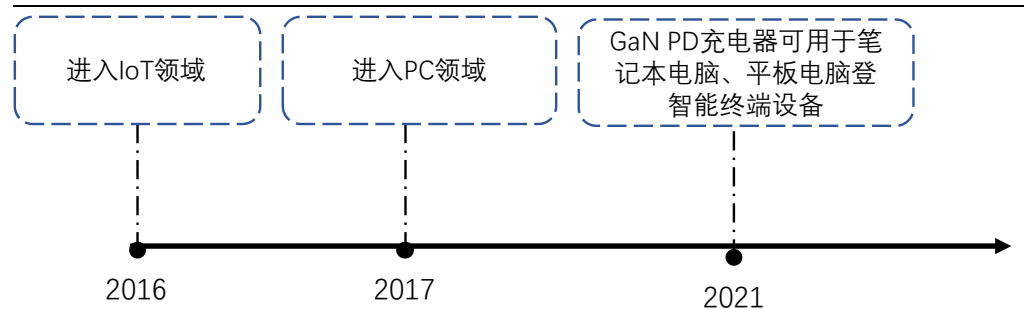 进入IoT领域
进入PC领域
GaN PD充电器可用于笔
记本电脑、平板电脑登
智能终端设备
2016
2017
2021